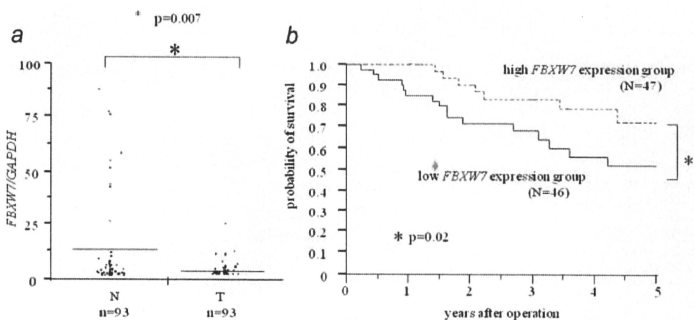 * p=0.007
a
*
100
75
50
25
0
FBXW7/GAPDH
N
T
n=93
n=93
b
1.0
0.9
0.8
0.7
0.6
0.5
0.4
0.3
0.2
0.1
0
probability of survival
high FBXW7 expression group
(N=47)
low FBXW7 expression group
(N=46)
*
* p=0.02
0
1
2
3
4
5
years after operation